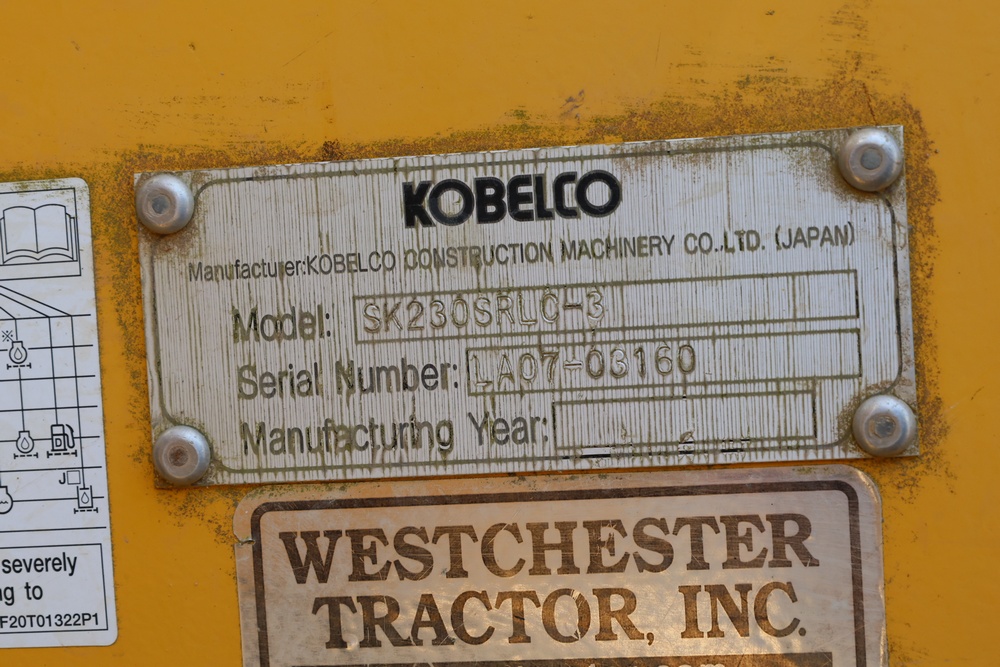 KOBELCO
Manufacturer:KOBELCO CONSTRUCTION MACHINERY CO.,LTD. (JAPAN)
Model: SK230SRLC-3
Serial Number: LA07-03160
Manufacturing Year:
WESTCHESTER
TRACTOR, INC.
J
severely
ng to
F20T01322P1